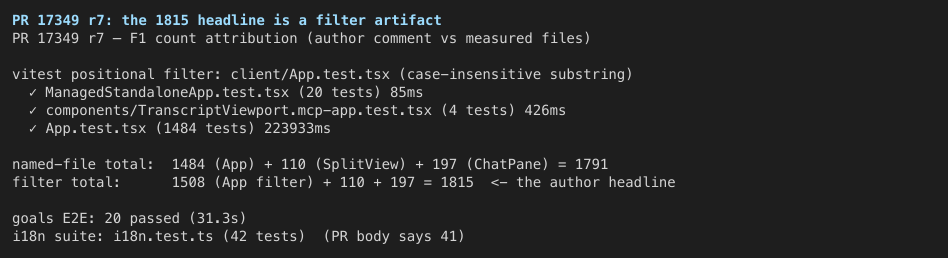 PR 17349 r7: the 1815 headline is a filter artifact
PR 17349 r7 — F1 count attribution (author comment vs measured files)
vitest positional filter: client/App.test.tsx (case-insensitive substring)
✓ ManagedStandaloneApp.test.tsx (20 tests) 85ms
✓ components/TranscriptViewport.mcp-app.test.tsx (4 tests) 426ms
✓ App.test.tsx (1484 tests) 223933ms
named-file total:  1484 (App) + 110 (SplitView) + 197 (ChatPane) = 1791
filter total:      1508 (App filter) + 110 + 197 = 1815  <- the author headline
goals E2E: 20 passed (31.3s)
i18n suite: i18n.test.ts (42 tests)  (PR body says 41)